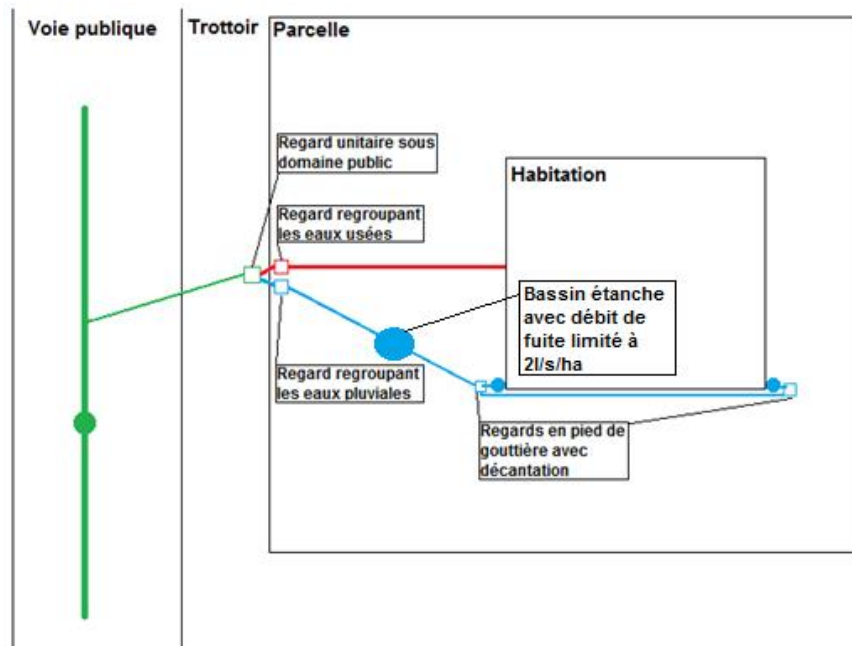 Voie publique
Trottoir
Parcelle
Regard unitaire sous
domaine public
Habitation
Regard regroupant
les eaux usées
Bassin étanche
avec débit de
fuite limité à
2l/s/ha
Regard regroupant
les eaux pluviales
Regards en pied de
gouttière avec
décantation